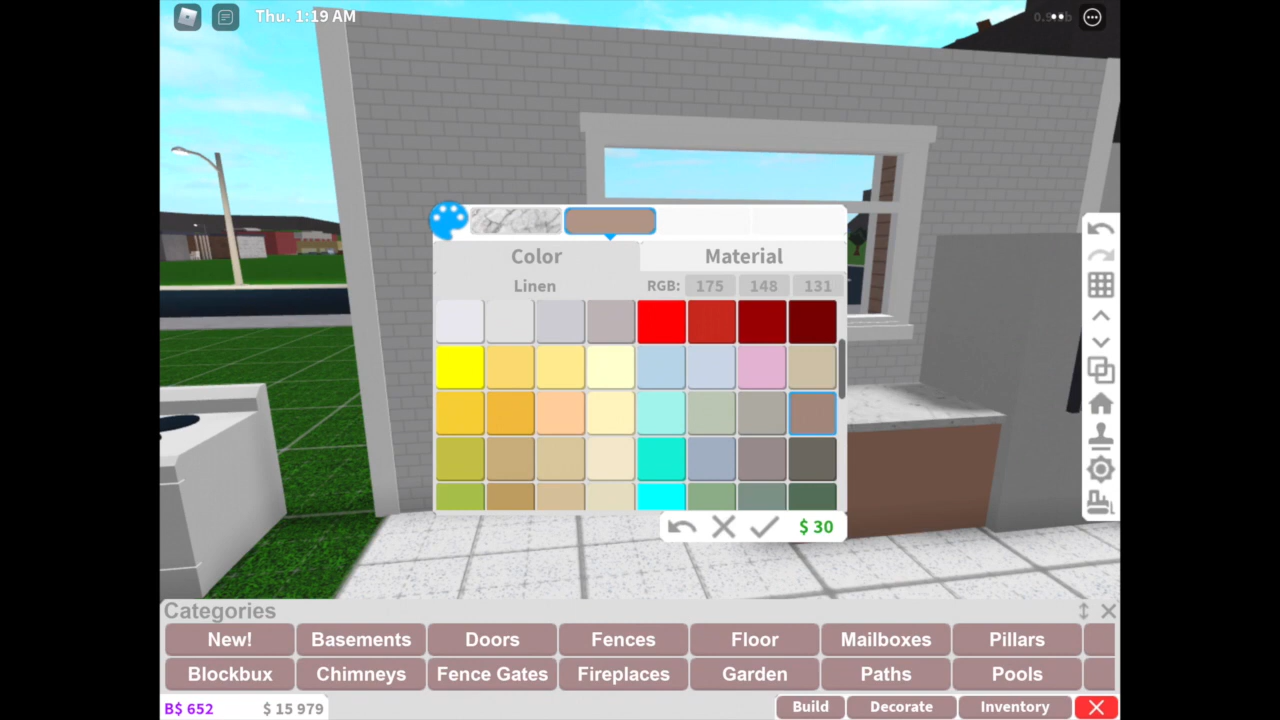 Thu. 1:19 AM
Color
Material
Linen
RGB: 175 148 131
$ 30
Categories
New! Basements Doors Fences Floor Mailboxes Pillars
Blockbux Chimneys Fence Gates Fireplaces Garden Paths Pools
B$ 652 $ 15 979
Build Decorate Inventory